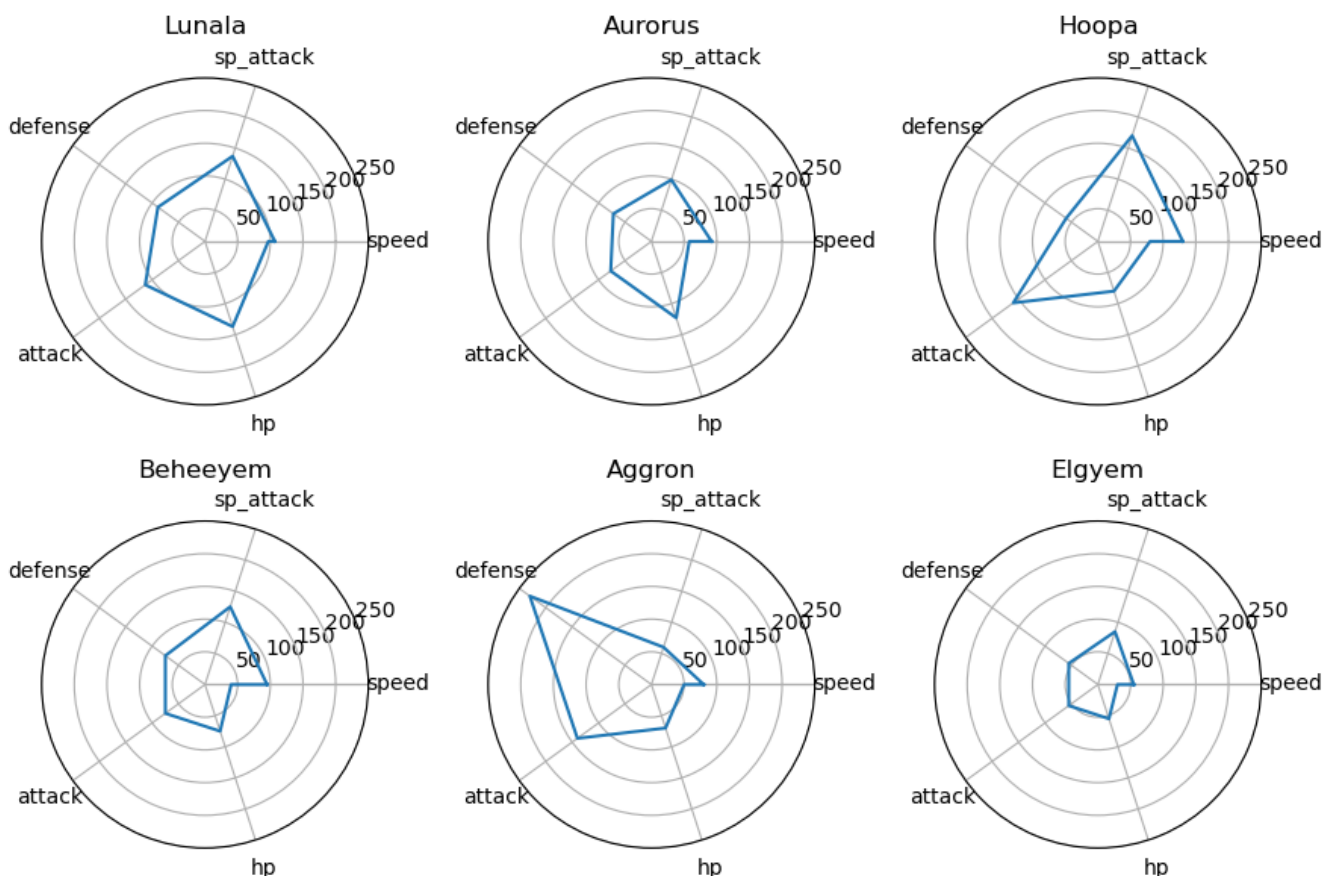 Lunala
sp_attack
defense
250
200
150
100
50
speed
attack
hp
Aurorus
sp_attack
defense
250
200
150
100
50
speed
attack
hp
Hoopa
sp_attack
defense
250
200
150
100
50
speed
attack
hp
Beheeyem
sp_attack
defense
250
200
150
100
50
speed
attack
hp
Aggron
sp_attack
defense
250
200
150
100
50
speed
attack
hp
Elgyem
sp_attack
defense
250
200
150
100
50
speed
attack
hp